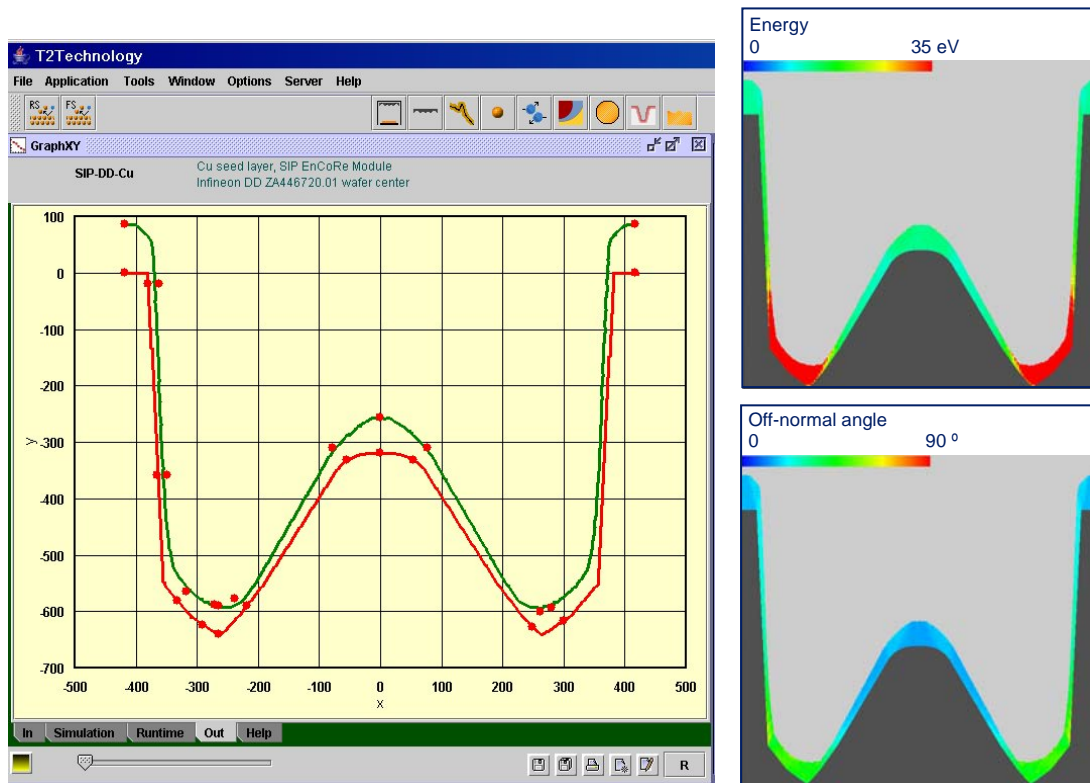 T2Technology
File Application Tools Window Options Server Help
RS FS
GraphXY
SIP-DD-Cu
Cu seed layer, SIP EnCoRe Module
Infineon DD ZA446720.01 wafer center
100
0
-100
-200
-300
-400
-500
-600
-700
y
-500 -400 -300 -200 -100 0 100 200 300 400 500
x
In Simulation Runtime Out Help
R
Energy
0 35 eV
Off-normal angle
0 90 º